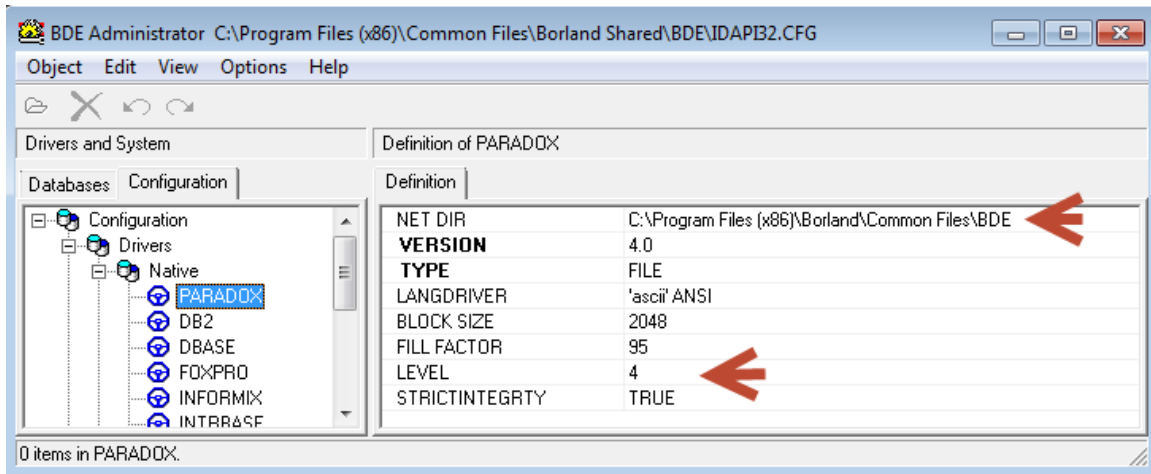 BDE Administrator C:\Program Files (x86)\Common Files\Borland Shared\BDE\IDAPI32.CFG
Object Edit View Options Help
Drivers and System
Definition of PARADOX
Databases Configuration
Definition
Configuration
Drivers
Native
PARADOX
DB2
DBASE
FOXPRO
INFORMIX
INTRBASE
NET DIR C:\Program Files (x86)\Borland\Common Files\BDE
VERSION 4.0
TYPE FILE
LANGDRIVER 'ascii' ANSI
BLOCK SIZE 2048
FILL FACTOR 95
LEVEL 4
STRICTINTEGRTY TRUE
0 items in PARADOX.